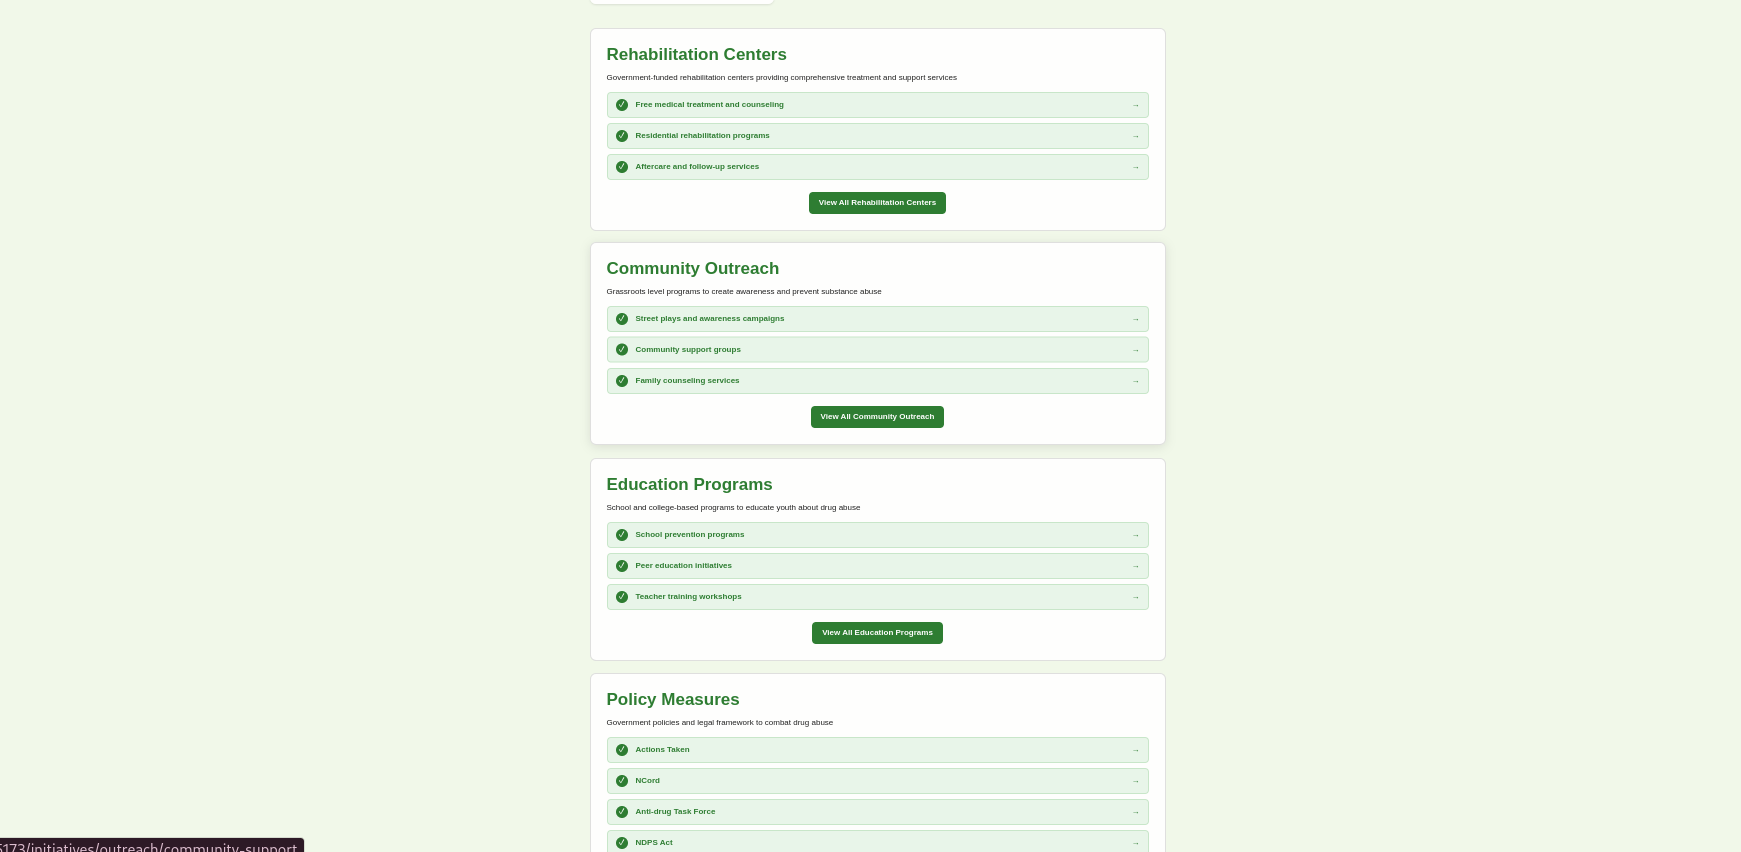 Rehabilitation Centers
Government-funded rehabilitation centers providing comprehensive treatment and support services
✓ Free medical treatment and counseling →
✓ Residential rehabilitation programs →
✓ Aftercare and follow-up services →
View All Rehabilitation Centers
Community Outreach
Grassroots level programs to create awareness and prevent substance abuse
✓ Street plays and awareness campaigns →
✓ Community support groups →
✓ Family counseling services →
View All Community Outreach
Education Programs
School and college-based programs to educate youth about drug abuse
✓ School prevention programs →
✓ Peer education initiatives →
✓ Teacher training workshops →
View All Education Programs
Policy Measures
Government policies and legal framework to combat drug abuse
✓ Actions Taken →
✓ NCord →
✓ Anti-drug Task Force →
✓ NDPS Act →
5173/initiatives/outreach/community-support